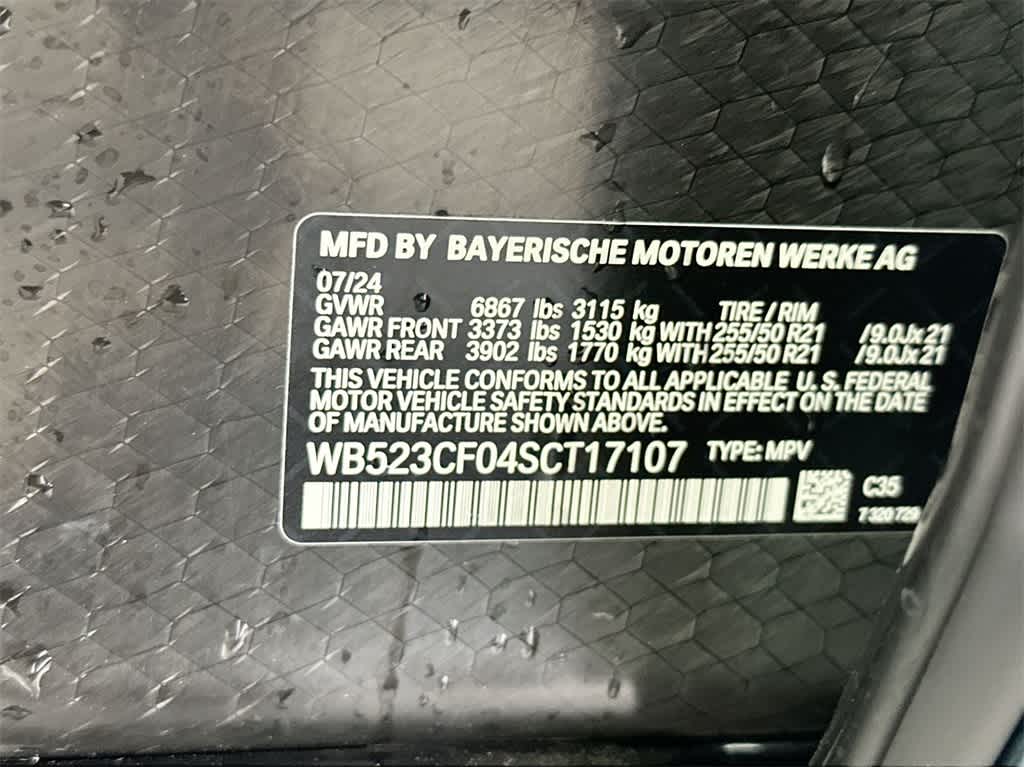 MFD BY BAYERISCHE MOTOREN WERKE AG
07/24
GVWR 6867 lbs 3115 kg TIRE / RIM
GAWR FRONT 3373 lbs 1530 kg WITH 255/50 R21 /9.0Jx21
GAWR REAR 3902 lbs 1770 kg WITH 255/50 R21 /9.0Jx21
THIS VEHICLE CONFORMS TO ALL APPLICABLE U. S. FEDERAL
MOTOR VEHICLE SAFETY STANDARDS IN EFFECT ON THE DATE
OF MANUFACTURE SHOWN ABOVE.
WB523CF04SCT17107 TYPE: MPV
C35
7 320 729